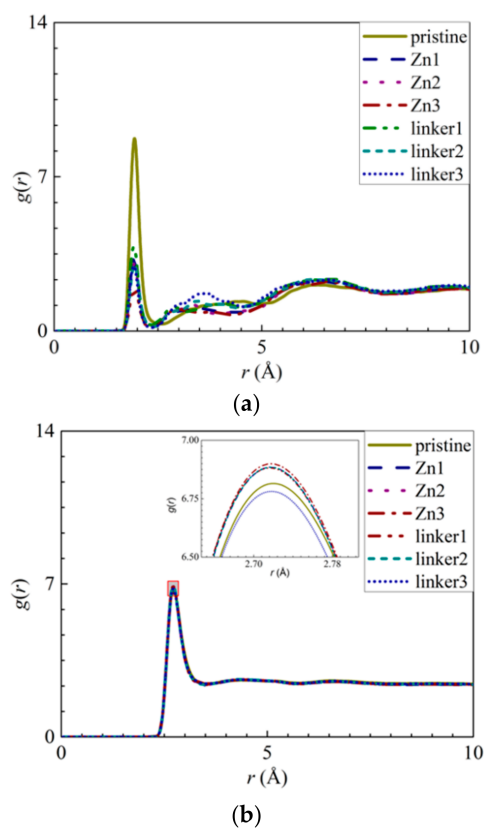 14
7
0
g(r)
pristine
Zn1
Zn2
Zn3
linker1
linker2
linker3
0
5
10
r (Å)
(a)
14
7
0
g(r)
7.00
6.75
6.50
g(r)
2.70
2.78
r (Å)
pristine
Zn1
Zn2
Zn3
linker1
linker2
linker3
0
5
10
r (Å)
(b)